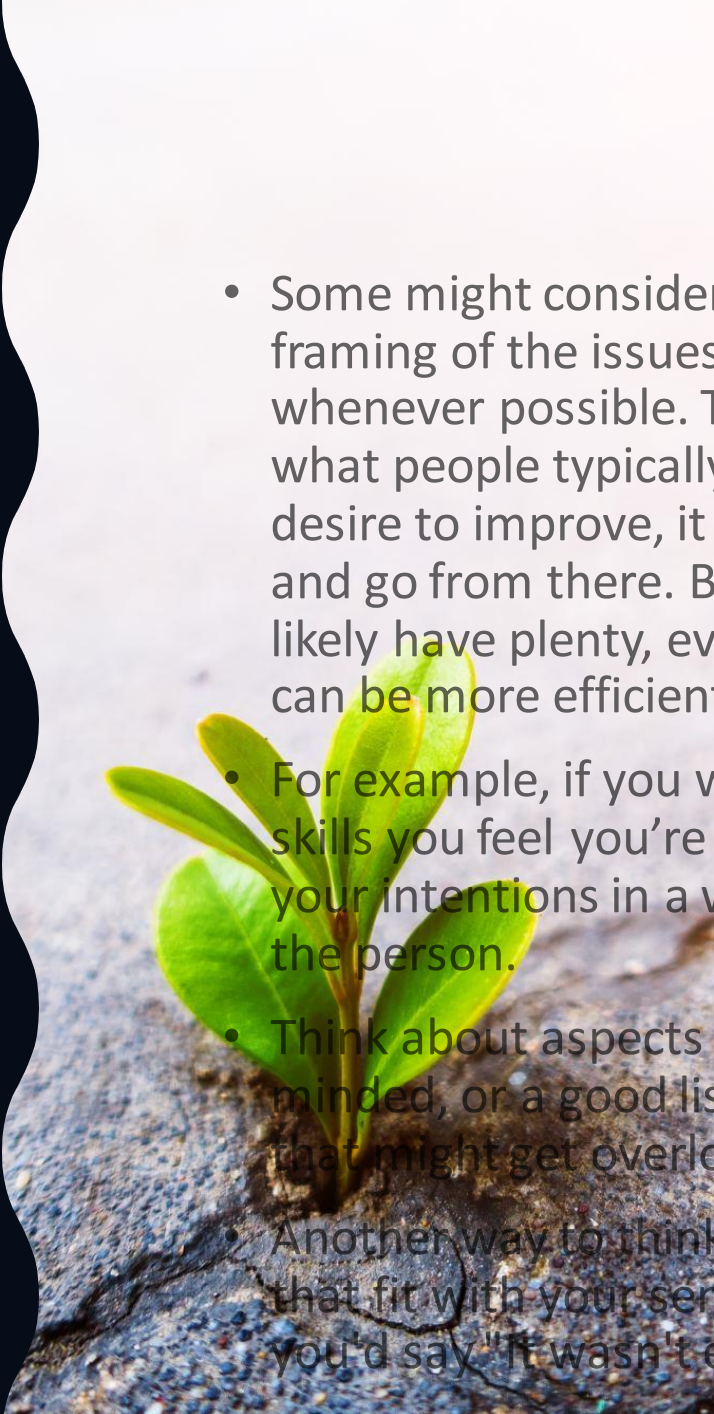 • Some might consider
framing of the issues
whenever possible. T
what people typically
desire to improve, it
and go from there. B
likely have plenty, ev
can be more efficient
• For example, if you w
skills you feel you’re
your intentions in a w
the person.
• Think about aspects
minded, or a good lis
that might get overlo
• Another way to think
that fit with your ser
you'd say "It wasn't e